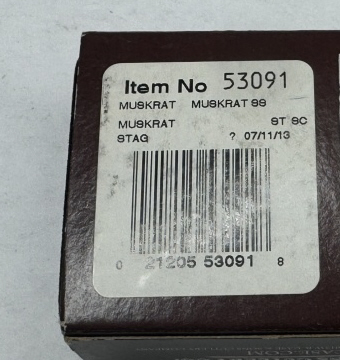 Item No 53091
MUSKRAT MUSKRAT SS
MUSKRAT ST SC
STAG ? 07/11/13
0 21205 53091 8